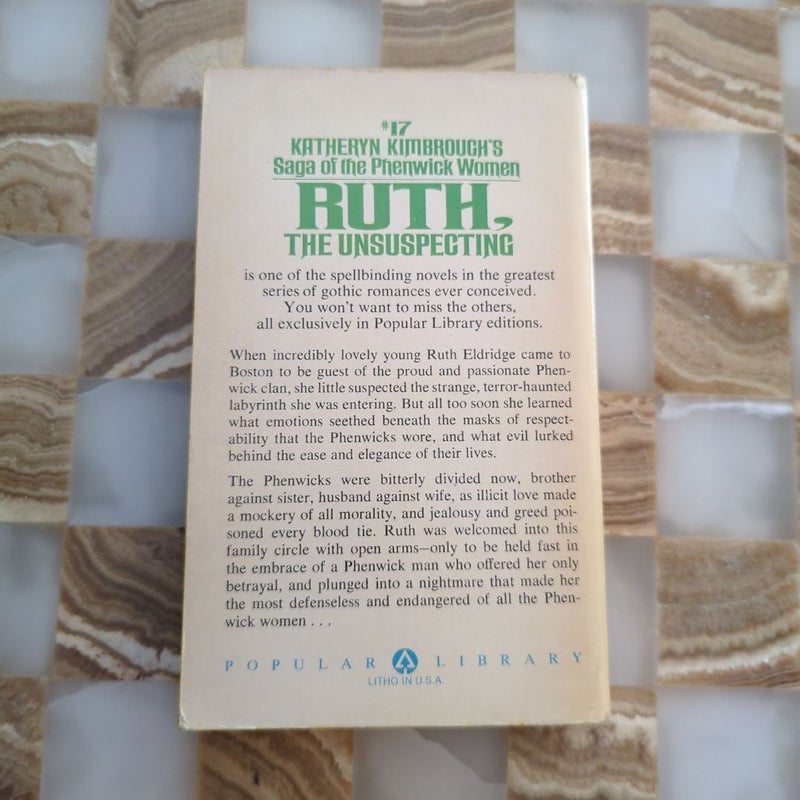 #17
KATHERYN KIMBROUGH'S
Saga of the Phenwick Women
RUTH,
THE UNSUSPECTING
is one of the spellbinding novels in the greatest
series of gothic romances ever conceived.
You won't want to miss the others,
all exclusively in Popular Library editions.
When incredibly lovely young Ruth Eldridge came to
Boston to be guest of the proud and passionate Phen-
wick clan, she little suspected the strange, terror-haunted
labyrinth she was entering. But all too soon she learned
what emotions seethed beneath the masks of respect-
ability that the Phenwicks wore, and what evil lurked
behind the ease and elegance of their lives.
The Phenwicks were bitterly divided now, brother
against sister, husband against wife, as illicit love made
a mockery of all morality, and jealousy and greed poi-
soned every blood tie. Ruth was welcomed into this
family circle with open arms—only to be held fast in
the embrace of a Phenwick man who offered her only
betrayal, and plunged into a nightmare that made her
the most defenseless and endangered of all the Phen-
wick women . . .
POPULAR LIBRARY
LITHO IN U.S.A.